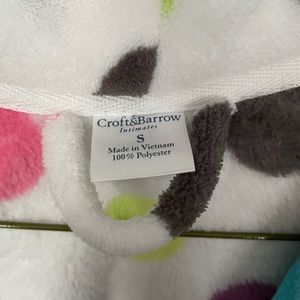 Croft&Barrow
Intimates
S
Made in Vietnam
100% Polyester